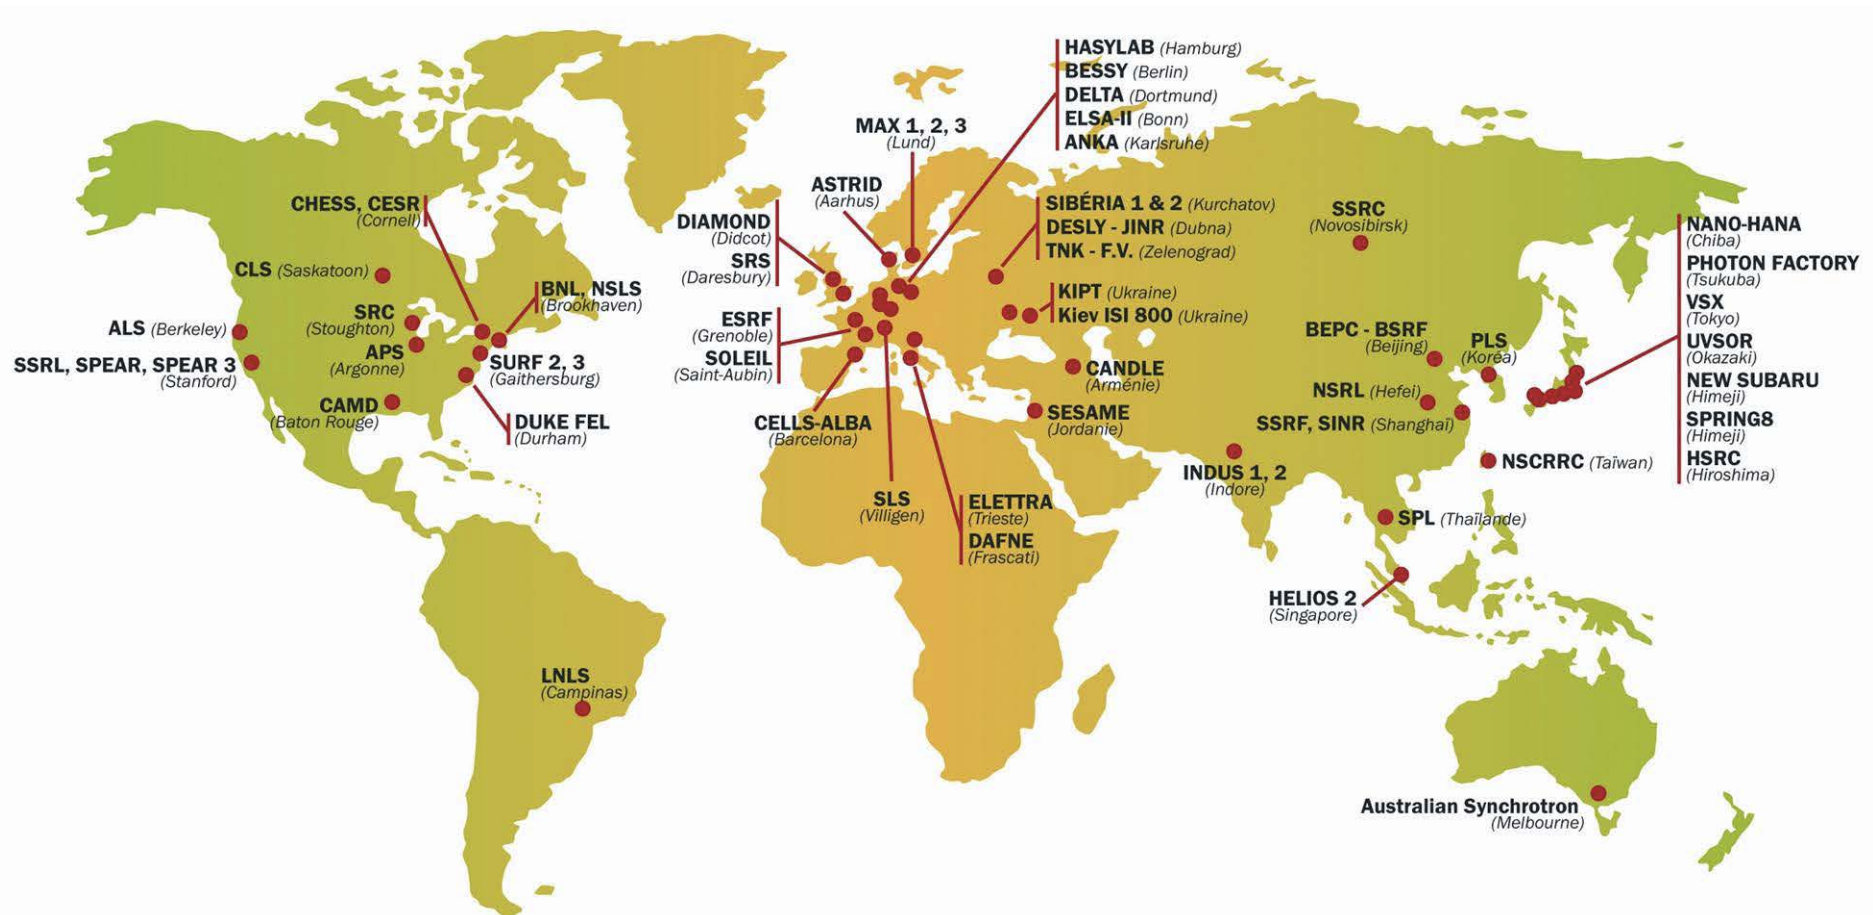 HASYLAB (Hamburg)
BESSY (Berlin)
DELTA (Dortmund)
ELSA-II (Bonn)
ANKA (Karlsruhe)
MAX 1, 2, 3
(Lund)
ASTRID
(Aarhus)
DIAMOND
(Didcot)
SRS
(Daresbury)
CHESS, CESR
(Cornell)
SIBÉRIA 1 & 2 (Kurchatov)
DESLY - JINR (Dubna)
TNK - F.V. (Zelenograd)
SSRC
(Novosibirsk)
NANO-HANA
(Chiba)
PHOTON FACTORY
(Tsukuba)
VSX
(Tokyo)
UVSOR
(Okazaki)
NEW SUBARU
(Himeji)
SPRING8
(Himeji)
HSRC
(Hiroshima)
CLS (Saskatoon)
BNL, NSLS
(Brookhaven)
SRC
(Stoughton)
ALS (Berkeley)
APS
(Argonne)
SSRL, SPEAR, SPEAR 3
(Stanford)
SURF 2, 3
(Gaithersburg)
CAMD
(Baton Rouge)
DUKE FEL
(Durham)
ESRF
(Grenoble)
SOLEIL
(Saint-Aubin)
KIPT (Ukraine)
Kiev ISI 800 (Ukraine)
CANDLE
(Arménie)
SESAME
(Jordanie)
CELLS-ALBA
(Barcelona)
SLS
(Villigen)
ELETTRA
(Trieste)
DAFNE
(Frascati)
BEPC - BSRF
(Beijing)
PLS
(Koréa)
NSRL (Hefei)
SSRF, SINR (Shanghaï)
INDUS 1, 2
(Indore)
NSCRRC (Taïwan)
SPL (Thaïlande)
HELIOS 2
(Singapore)
LNLS
(Campinas)
Australian Synchrotron
(Melbourne)